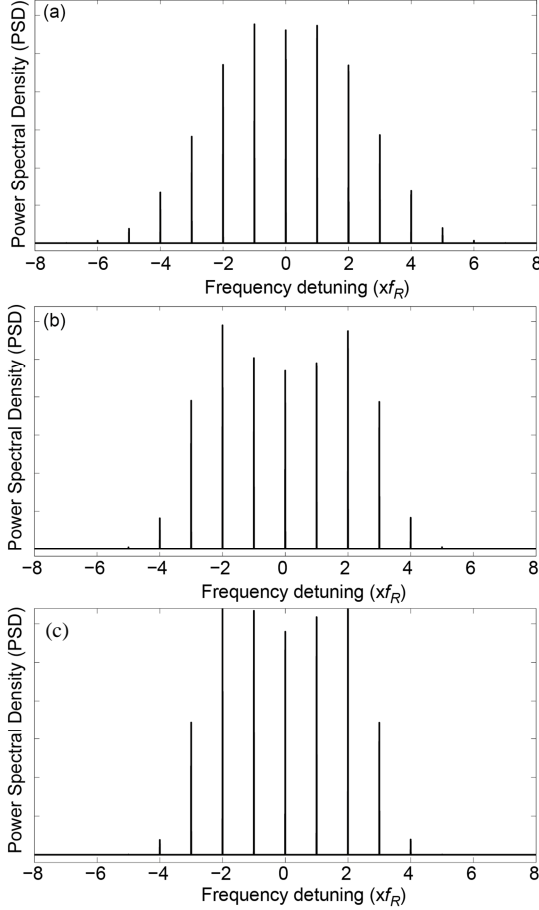 (a)
Power Spectral Density (PSD)
−8 −6 −4 −2 0 2 4 6 8
Frequency detuning (xfR)
(b)
Power Spectral Density (PSD)
−8 −6 −4 −2 0 2 4 6 8
Frequency detuning (xfR)
(c)
Power Spectral Density (PSD)
−8 −6 −4 −2 0 2 4 6 8
Frequency detuning (xfR)